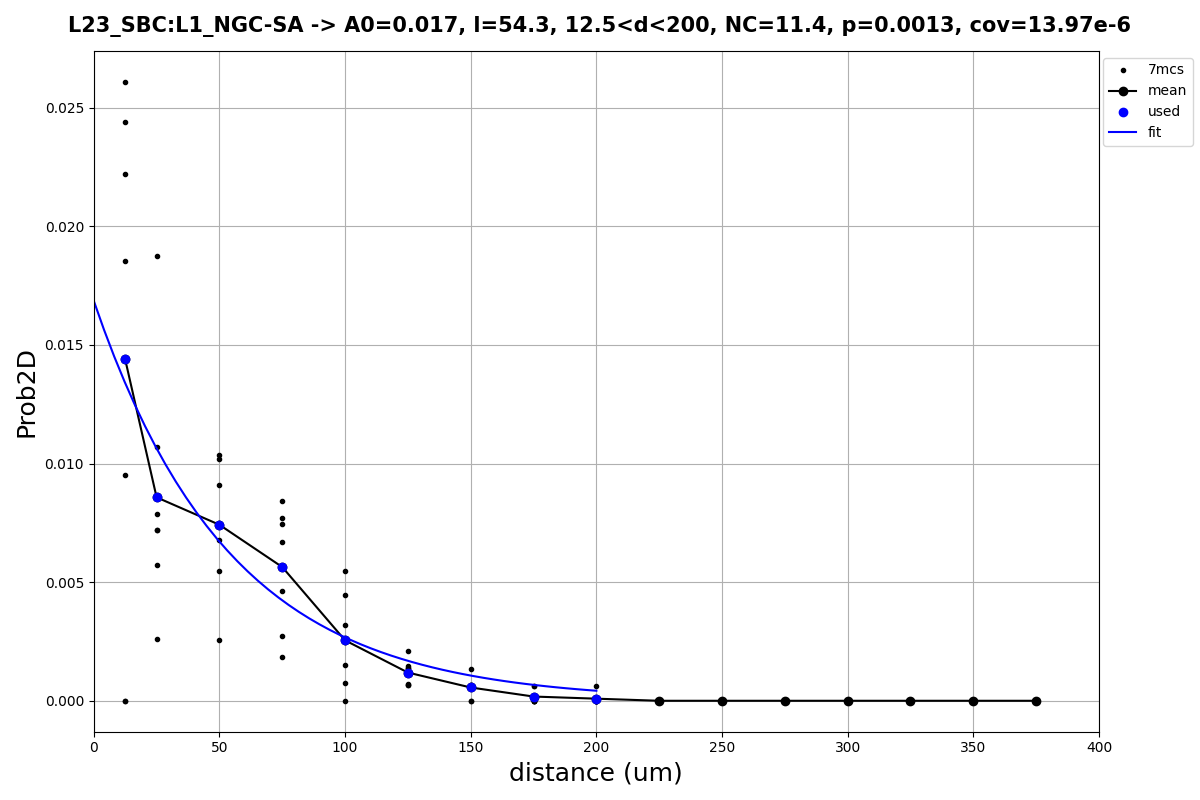 L23_SBC:L1_NGC-SA -> A0=0.017, l=54.3, 12.5<d<200, NC=11.4, p=0.0013, cov=13.97e-6
7mcs
mean
used
fit
0.025
0.020
0.015
0.010
0.005
0.000
Prob2D
0 50 100 150 200 250 300 350 400
distance (um)